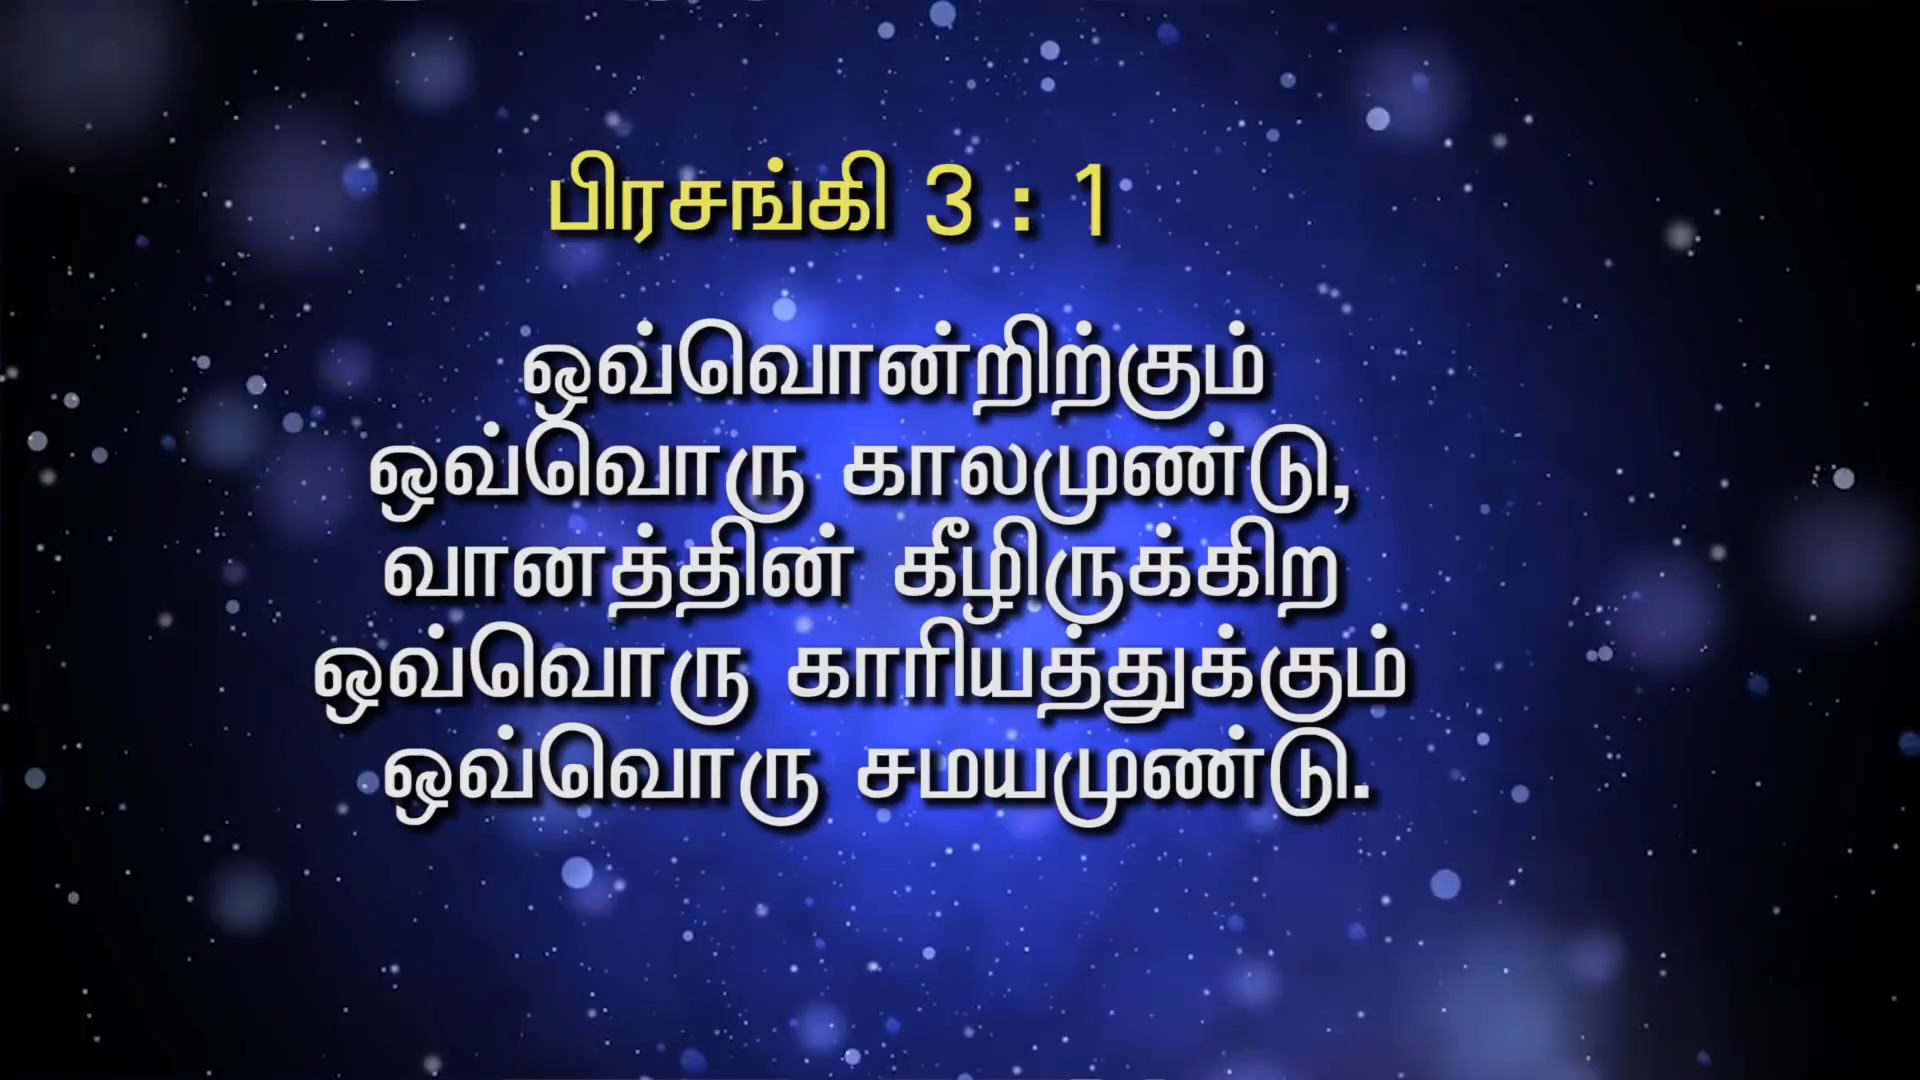 பிரசங்கி 3 : 1
ஒவ்வொன்றிற்கும்
ஒவ்வொரு காலமுண்டு,
வானத்தின் கீழிருக்கிற
ஒவ்வொரு காரியத்துக்கும்
ஒவ்வொரு சமயமுண்டு.